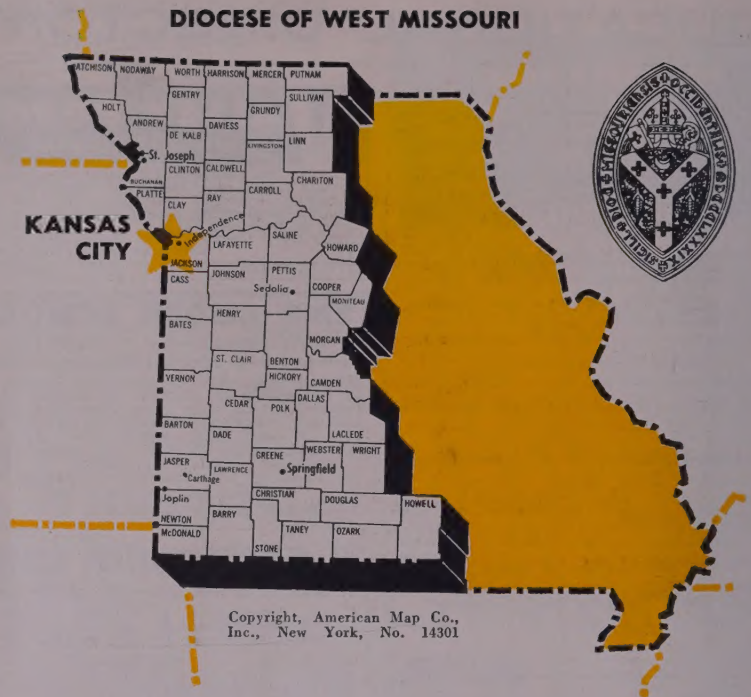 DIOCESE OF WEST MISSOURI
ATCHISON NODAWAY WORTH HARRISON MERCER PUTNAM
HOLT GENTRY SULLIVAN
ANDREW DAVIESS GRUNDY
DE KALB LIVINGSTON LINN
St. Joseph
BUCHANAN CLINTON CALDWELL CHARITON
PLATTE CLAY RAY CARROLL
KANSAS
CITY
Independence
JACKSON LAFAYETTE SALINE HOWARD
CASS JOHNSON PETTIS COOPER
Sedalia MONITEAU
BATES HENRY MORGAN
ST. CLAIR BENTON
VERNON HICKORY CAMDEN
CEDAR POLK DALLAS
BARTON DADE LACLEDE
JASPER LAWRENCE GREENE WEBSTER WRIGHT
Carthage Springfield
Joplin CHRISTIAN DOUGLAS HOWELL
NEWTON BARRY TANEY OZARK
McDONALD STONE
Copyright, American Map Co.,
Inc., New York, No. 14301